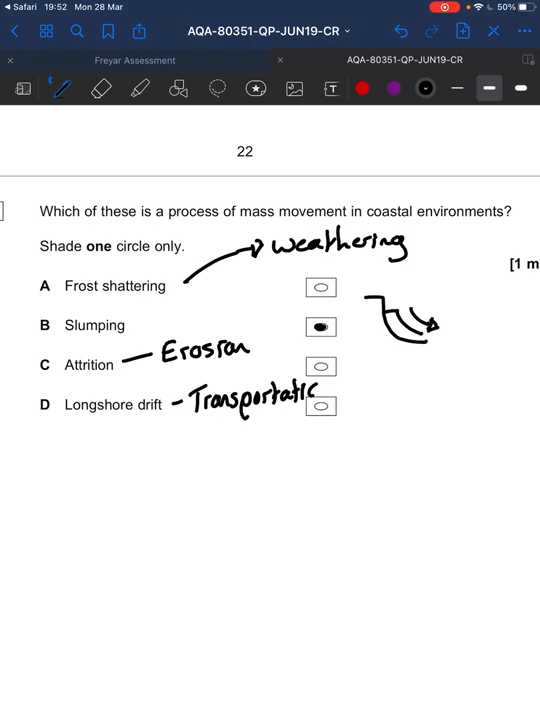 Safari 19:52 Mon 28 Mar 50%
AQA-80351-QP-JUN19-CR
Freyar Assessment
AQA-80351-QP-JUN19-CR
22
Which of these is a process of mass movement in coastal environments?
Shade one circle only.
Weathering
[1 m
A Frost shattering
B Slumping
C Attrition — Erosion
D Longshore drift - Transportatic